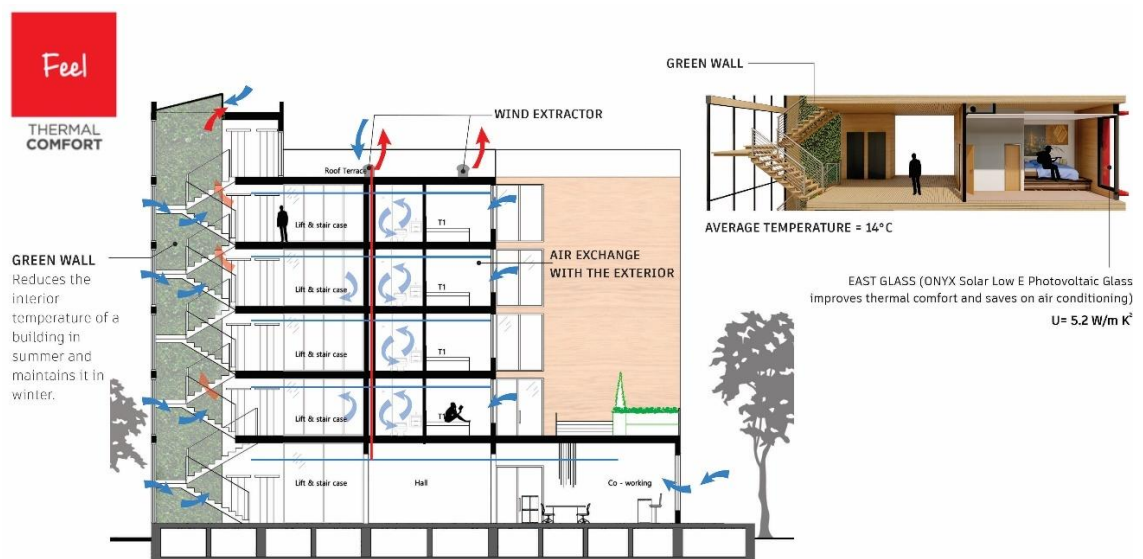 Feel
THERMAL
COMFORT
GREEN WALL
Reduces the
interior
temperature of a
building in
summer and
maintains it in
winter.
WIND EXTRACTOR
Roof Terrace
Lift & stair case
T1
AIR EXCHANGE
WITH THE EXTERIOR
Lift & stair case
T1
Lift & stair case
T1
Lift & stair case
T1
Lift & stair case
Hall
Co - working
GREEN WALL
AVERAGE TEMPERATURE = 14°C
EAST GLASS (ONYX Solar Low E Photovoltaic Glass
improves thermal comfort and saves on air conditioning)
U= 5.2 W/m K²